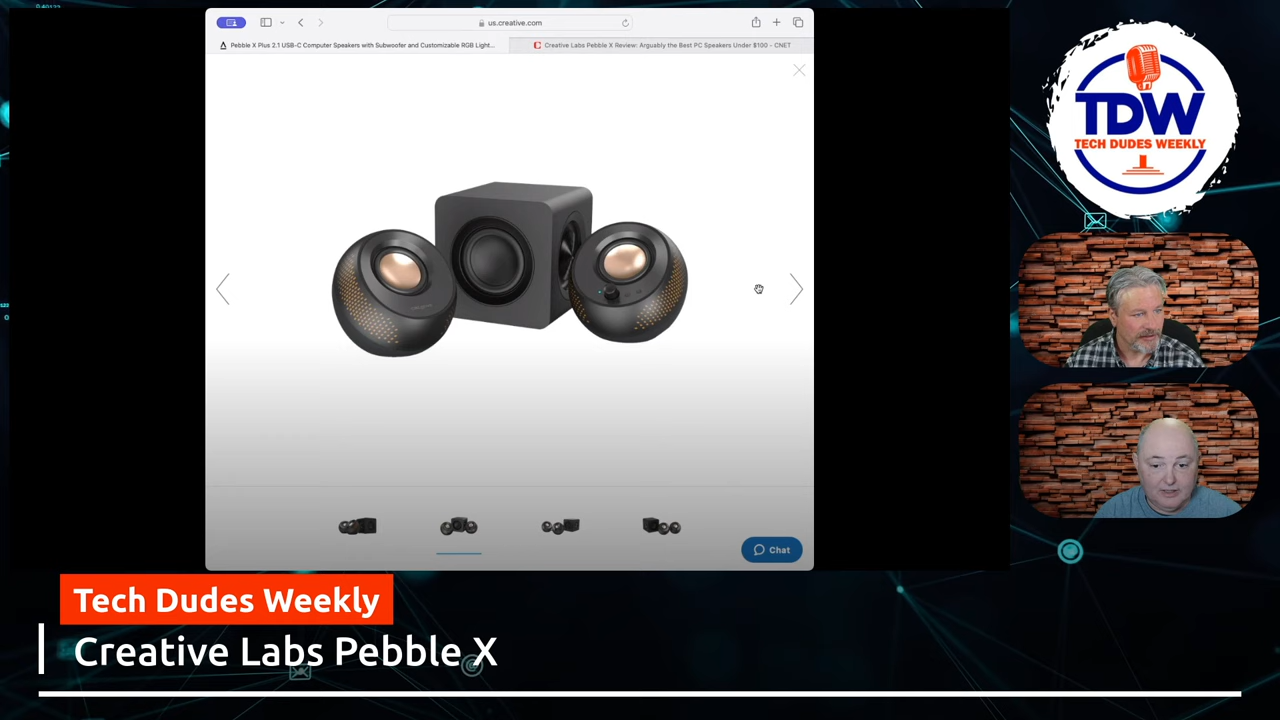 us.creative.com
Pebble X Plus 2.1 USB-C Computer Speakers with Subwoofer and Customizable RGB Light...
Creative Labs Pebble X Review: Arguably the Best PC Speakers Under $100 - CNET
TDW
TECH DUDES WEEKLY
Chat
Tech Dudes Weekly
Creative Labs Pebble X